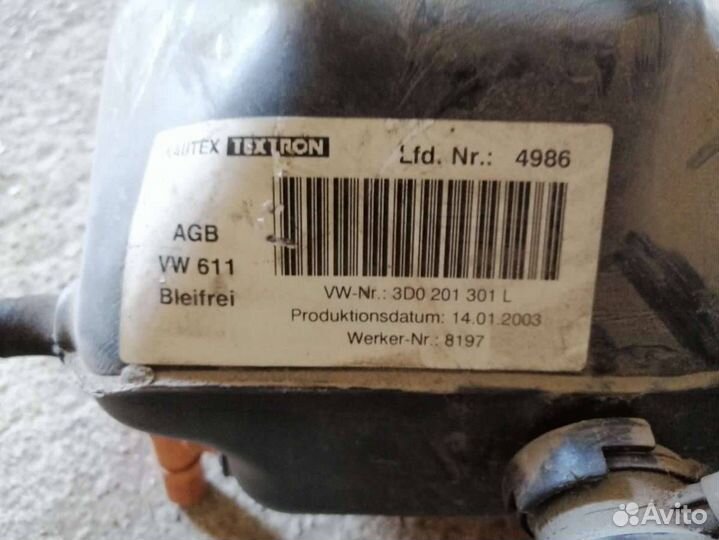 KAUTEX TEXTRON Lfd. Nr.: 4986
AGB
VW 611
Bleifrei
VW-Nr.: 3D0 201 301 L
Produktionsdatum: 14.01.2003
Werker-Nr.: 8197
Avito